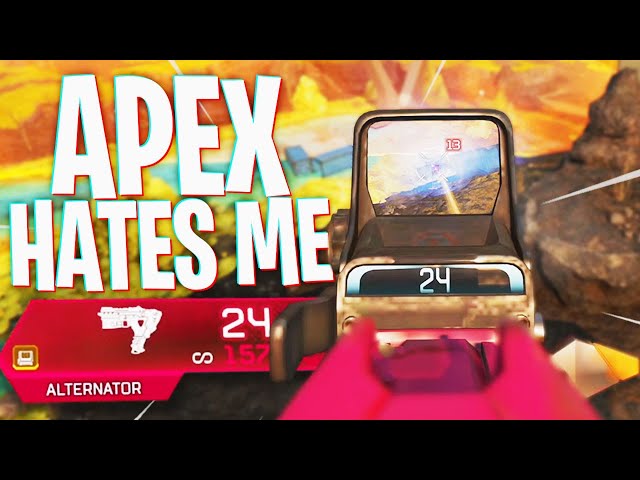 APEX
HATES ME
13
24
24
157
ALTERNATOR